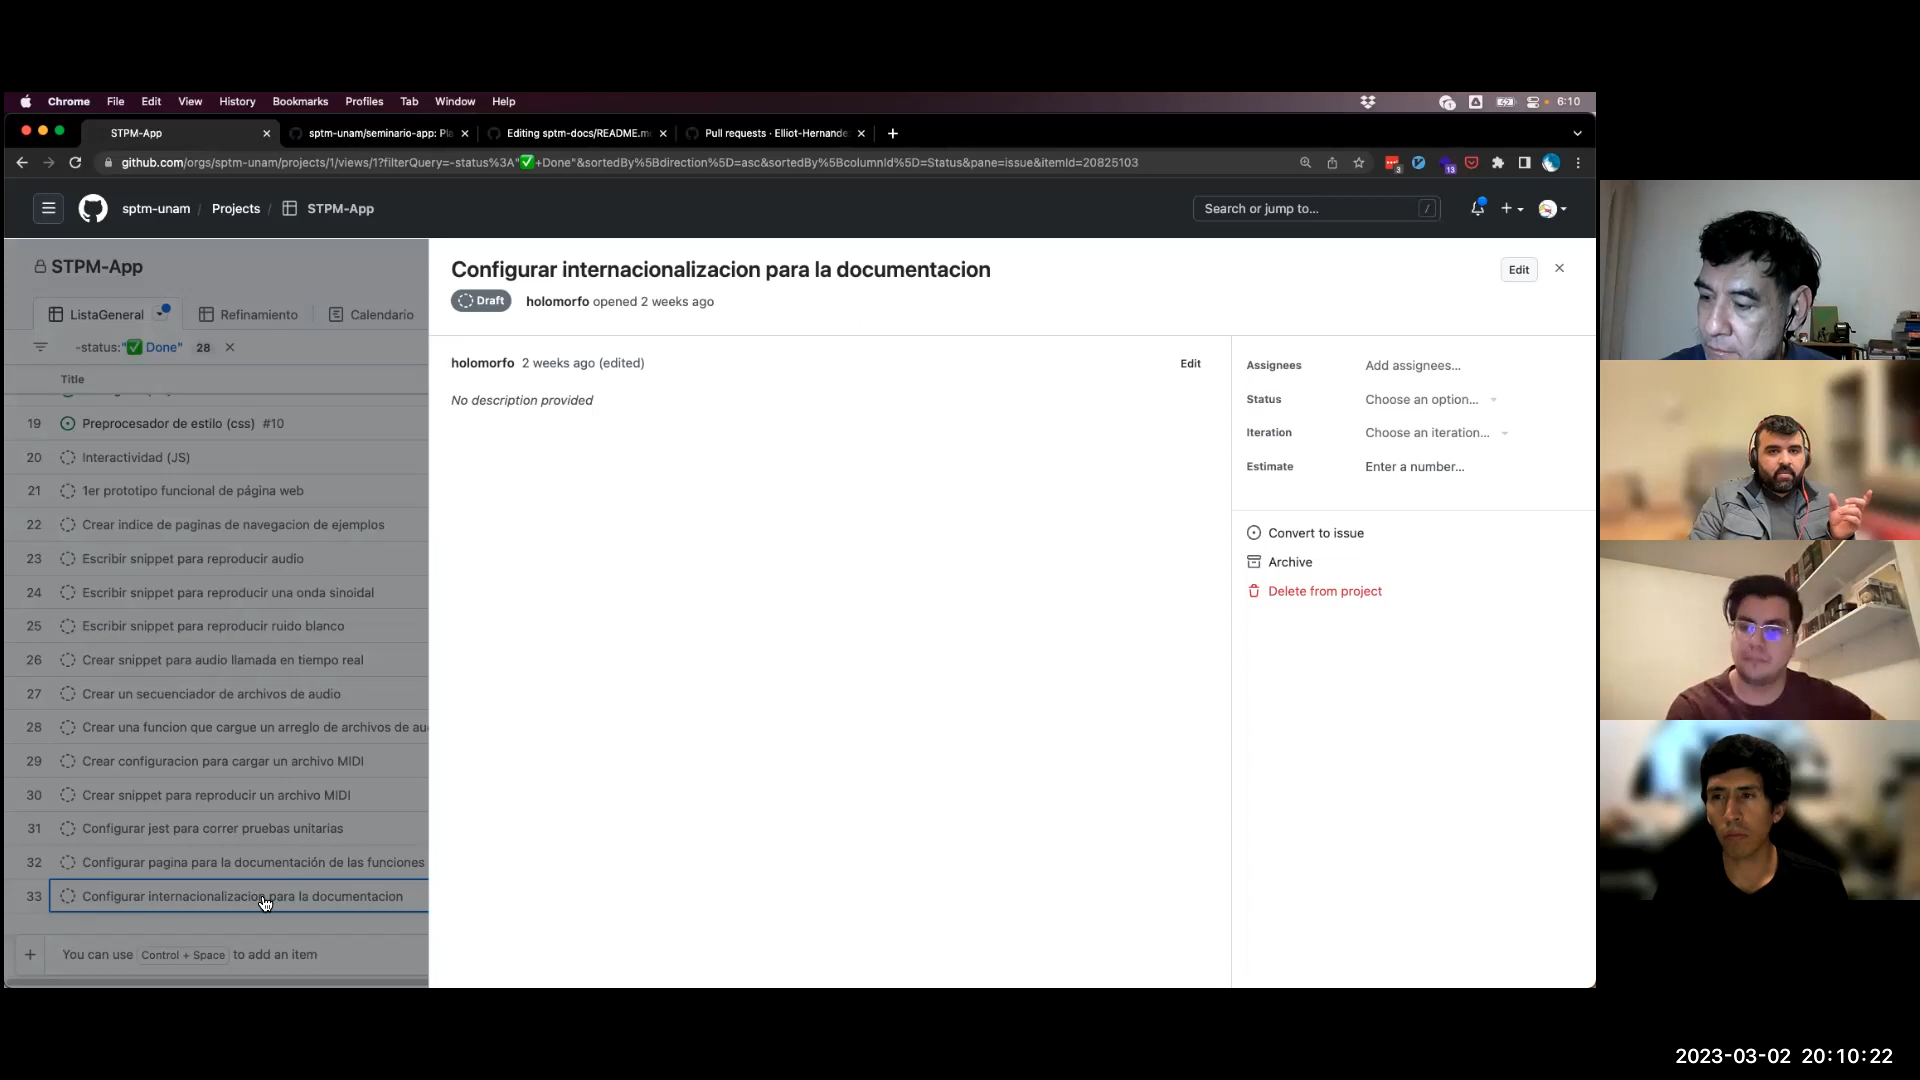 Chrome File Edit View History Bookmarks Profiles Tab Window Help 6:10
STPM-App
sptm-unam/seminario-app: Pla
Editing sptm-docs/README.m
Pull requests · Elliot-Hernande
github.com/orgs/sptm-unam/projects/1/views/1?filterQuery=-status%3A"✅+Done"&sortedBy%5Bdirection%5D=asc&sortedBy%5BcolumnId%5D=Status&pane=issue&itemId=20825103
3
13
sptm-unam / Projects / STPM-App
Search or jump to... /
STPM-App
ListaGeneral
Refinamiento
Calendario
-status:"✅ Done" 28
Title
19 Preprocesador de estilo (css) #10
20 Interactividad (JS)
21 1er prototipo funcional de página web
22 Crear indice de paginas de navegacion de ejemplos
23 Escribir snippet para reproducir audio
24 Escribir snippet para reproducir una onda sinoidal
25 Escribir snippet para reproducir ruido blanco
26 Crear snippet para audio llamada en tiempo real
27 Crear un secuenciador de archivos de audio
28 Crear una funcion que cargue un arreglo de archivos de au
29 Crear configuracion para cargar un archivo MIDI
30 Crear snippet para reproducir un archivo MIDI
31 Configurar jest para correr pruebas unitarias
32 Configurar pagina para la documentación de las funciones
33 Configurar internacionalizacion para la documentacion
You can use Control + Space to add an item
Configurar internacionalizacion para la documentacion
Edit
Draft
holomorfo opened 2 weeks ago
holomorfo 2 weeks ago (edited)
Edit
No description provided
Assignees Add assignees...
Status Choose an option...
Iteration Choose an iteration...
Estimate Enter a number...
Convert to issue
Archive
Delete from project
2023-03-02 20:10:22